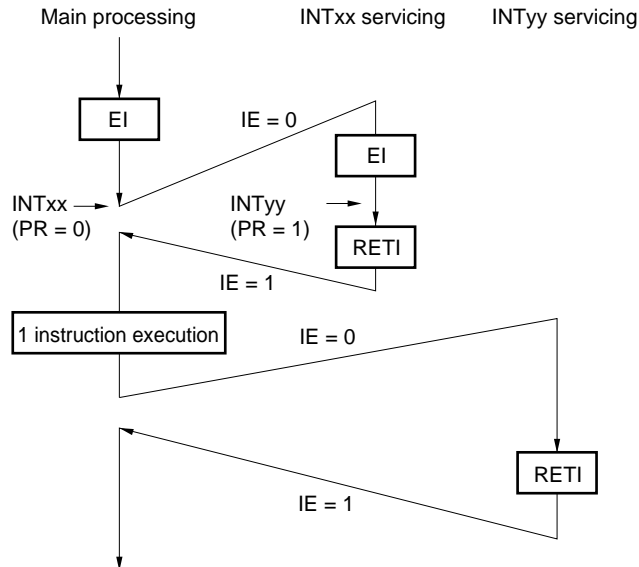 Main processing
INTxx servicing
INTyy servicing
EI
IE = 0
EI
INTxx
(PR = 0)
INTyy
(PR = 1)
RETI
IE = 1
1 instruction execution
IE = 0
RETI
IE = 1